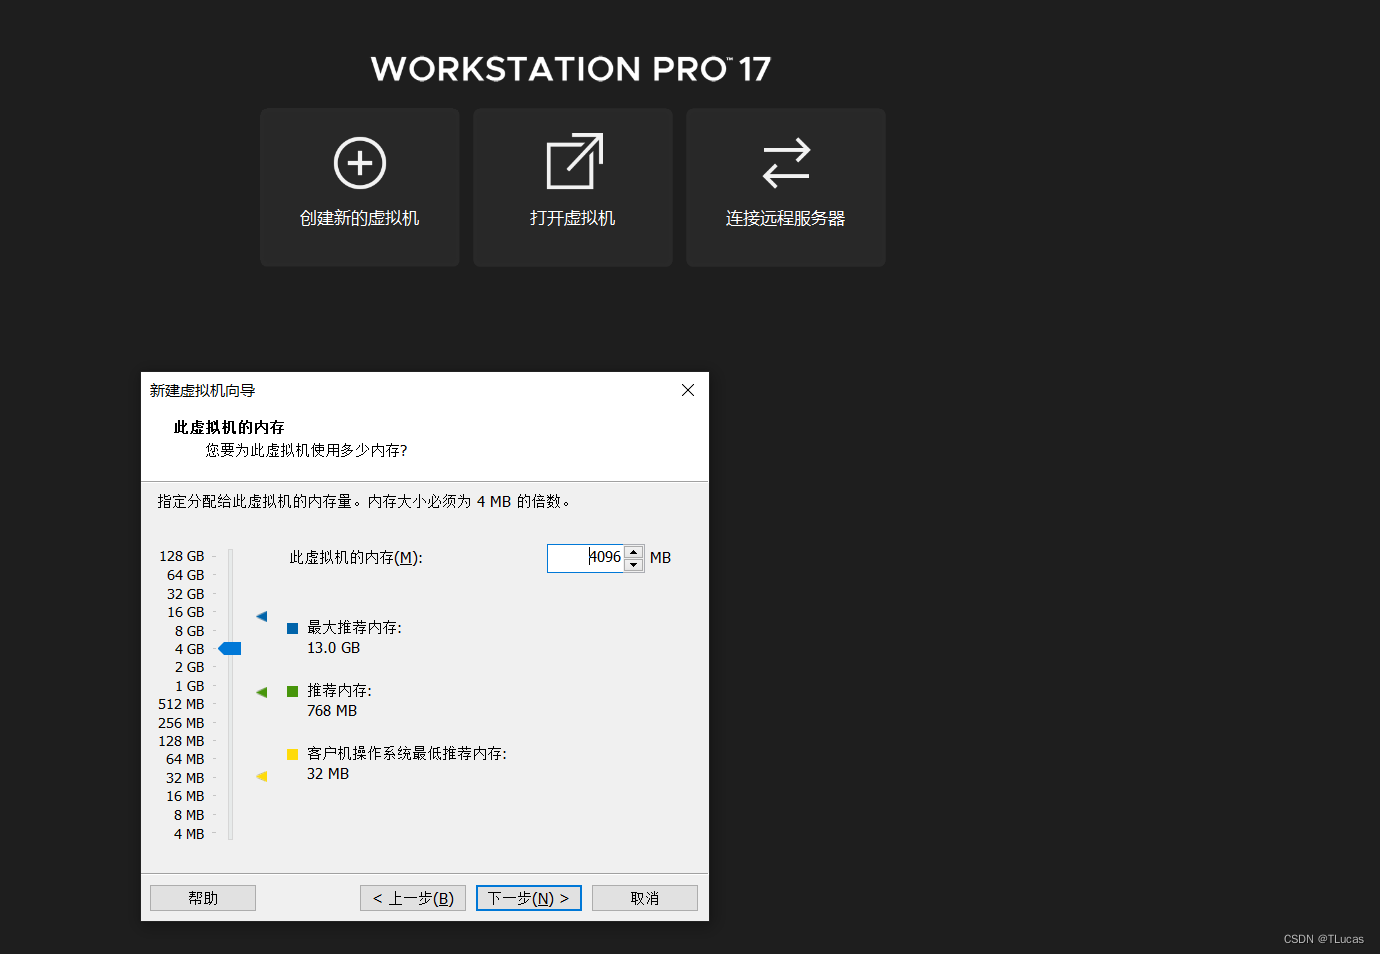 WORKSTATION PRO™ 17
创建新的虚拟机
打开虚拟机
连接远程服务器
新建虚拟机向导
此虚拟机的内存
您要为此虚拟机使用多少内存?
指定分配给此虚拟机的内存量。内存大小必须为 4 MB 的倍数。
128 GB
64 GB
32 GB
16 GB
8 GB
4 GB
2 GB
1 GB
512 MB
256 MB
128 MB
64 MB
32 MB
16 MB
8 MB
4 MB
此虚拟机的内存(M): 4096 MB
最大推荐内存:
13.0 GB
推荐内存:
768 MB
客户机操作系统最低推荐内存:
32 MB
帮助
< 上一步(B)
下一步(N) >
取消
CSDN @TLucas